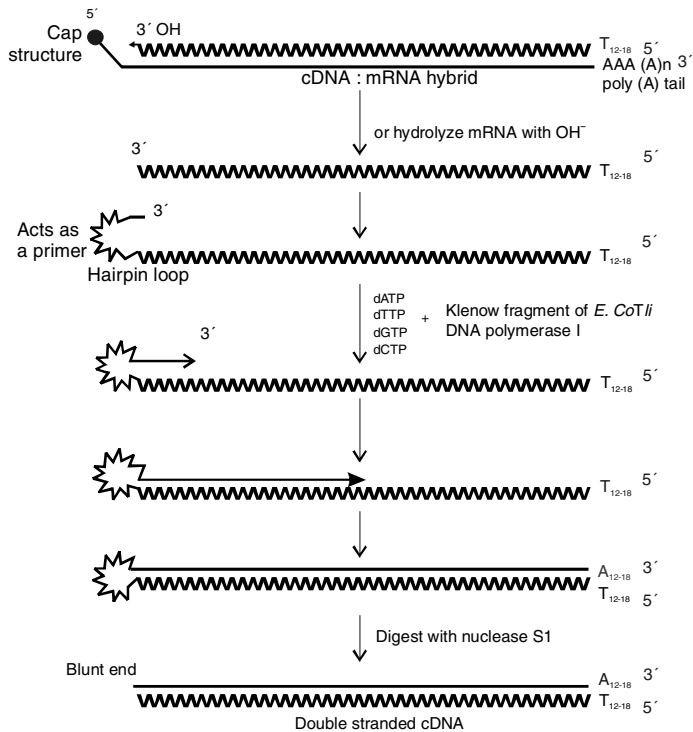 5´
Cap
structure
3´ OH
T12-18 5´
AAA (A)n 3´
poly (A) tail
cDNA : mRNA hybrid
or hydrolyze mRNA with OH–
3´
T12-18 5´
3´
Acts as
a primer
Hairpin loop
T12-18 5´
dATP
dTTP
dGTP
dCTP
+ Klenow fragment of E. CoTli
DNA polymerase I
3´
T12-18 5´
T12-18 5´
A12-18 3´
T12-18 5´
Digest with nuclease S1
Blunt end
A12-18 3´
T12-18 5´
Double stranded cDNA